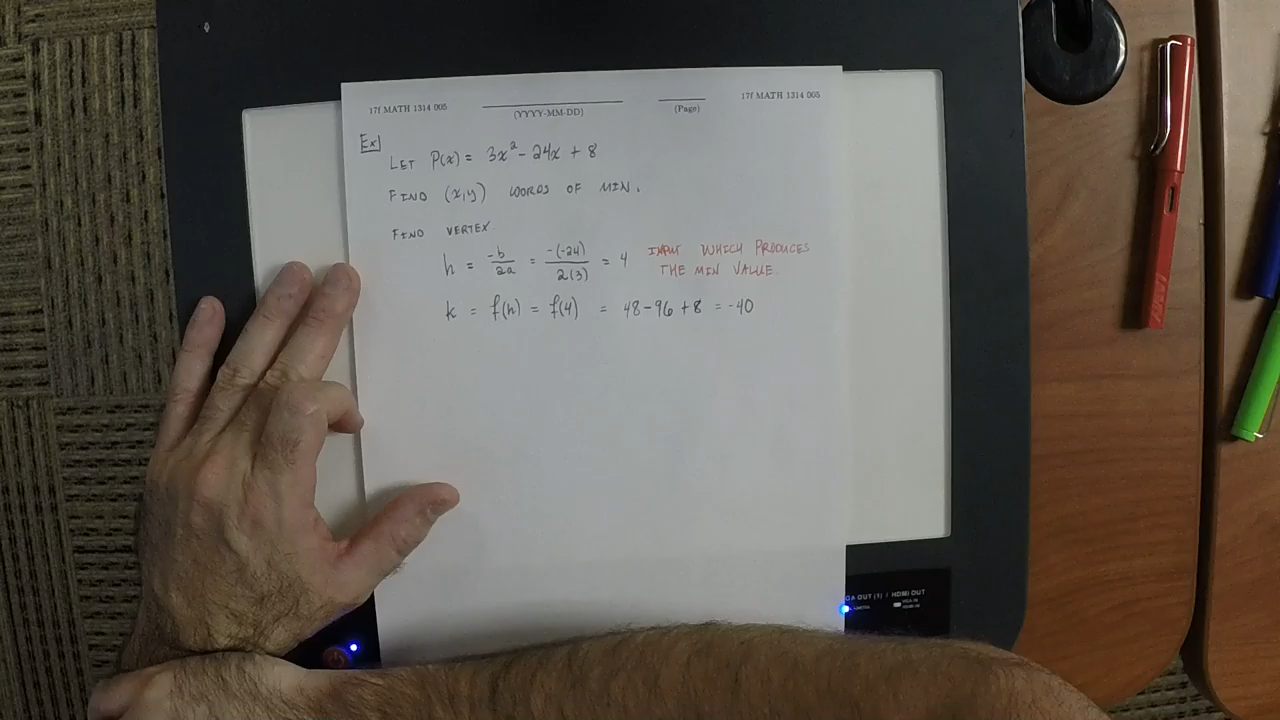 17f MATH 1314 005
(YYYY-MM-DD)
(Page)
17f MATH 1314 005
Ex
LET P(x) = 3x² - 24x + 8
FIND (x,y) COORDS OF MIN.
FIND VERTEX.
h = -b/2a = -(-24)/2(3) = 4 INPUT WHICH PRODUCES
THE MIN VALUE.
k = f(h) = f(4) = 48 - 96 + 8 = -40
OUT (1) / HDMI OUT